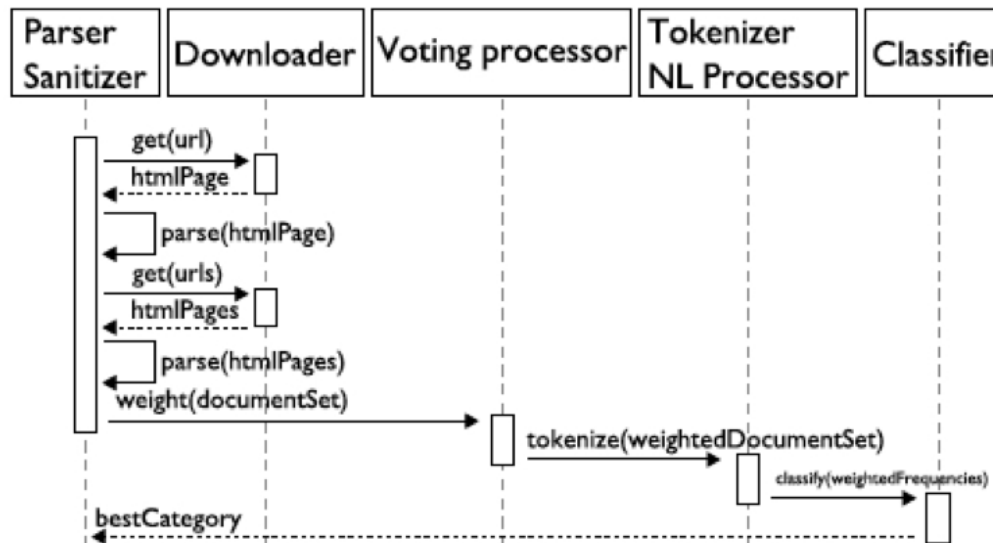 Parser
Sanitizer
Downloader
Voting processor
Tokenizer
NL Processor
Classifier
get(url)
htmlPage
parse(htmlPage)
get(urls)
htmlPages
parse(htmlPages)
weight(documentSet)
tokenize(weightedDocumentSet)
classify(weightedFrequencies)
bestCategory